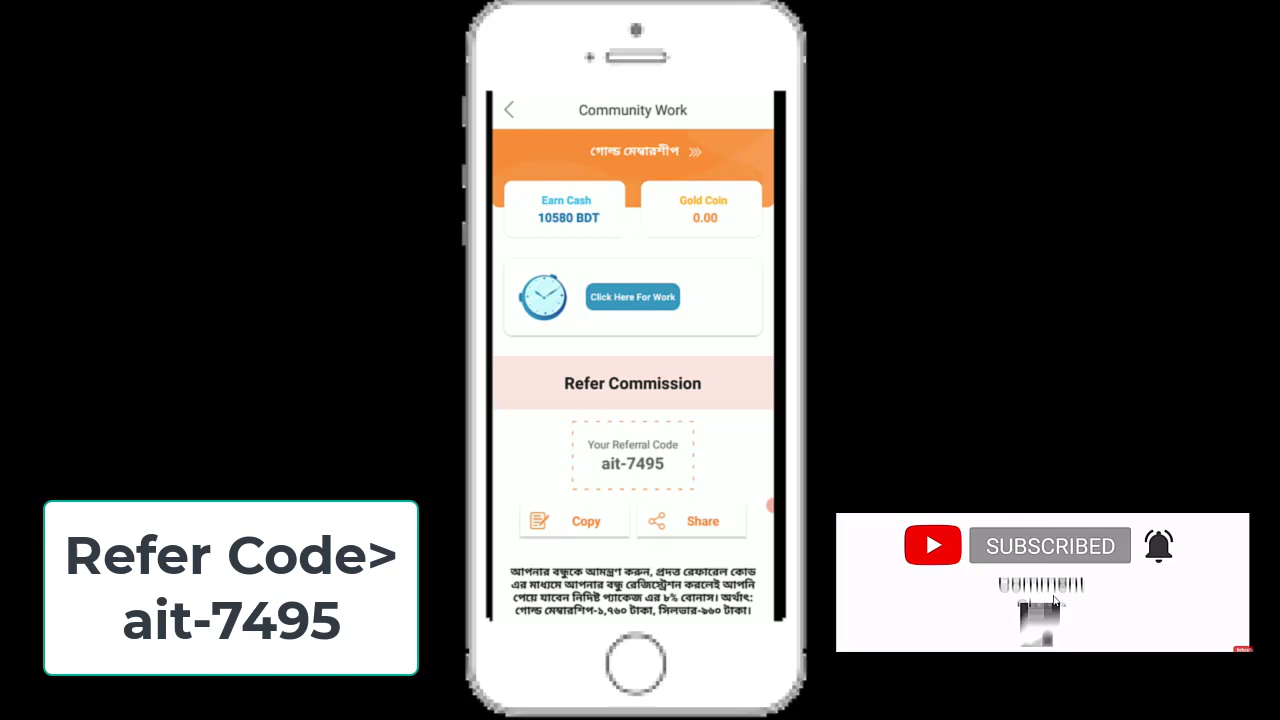 Community Work
গোল্ড মেম্বারশীপ
Earn Cash
10580 BDT
Gold Coin
0.00
Click Here For Work
Refer Commission
Your Referral Code
ait-7495
Copy
Share
আপনার বন্ধুকে আমন্ত্রণ করুন, প্রদত্ত রেফারেল কোড
এর মাধ্যমে আপনার বন্ধু রেজিস্ট্রেশন করলেই আপনি
পেয়ে যাবেন নির্দিষ্ট প্যাকেজ এর ৮% বোনাস। অর্থাৎ:
গোল্ড মেম্বারশিপ-১,৭৬০ টাকা, সিলভার-৯৬০ টাকা।
Refer Code>
ait-7495
SUBSCRIBED
Comment